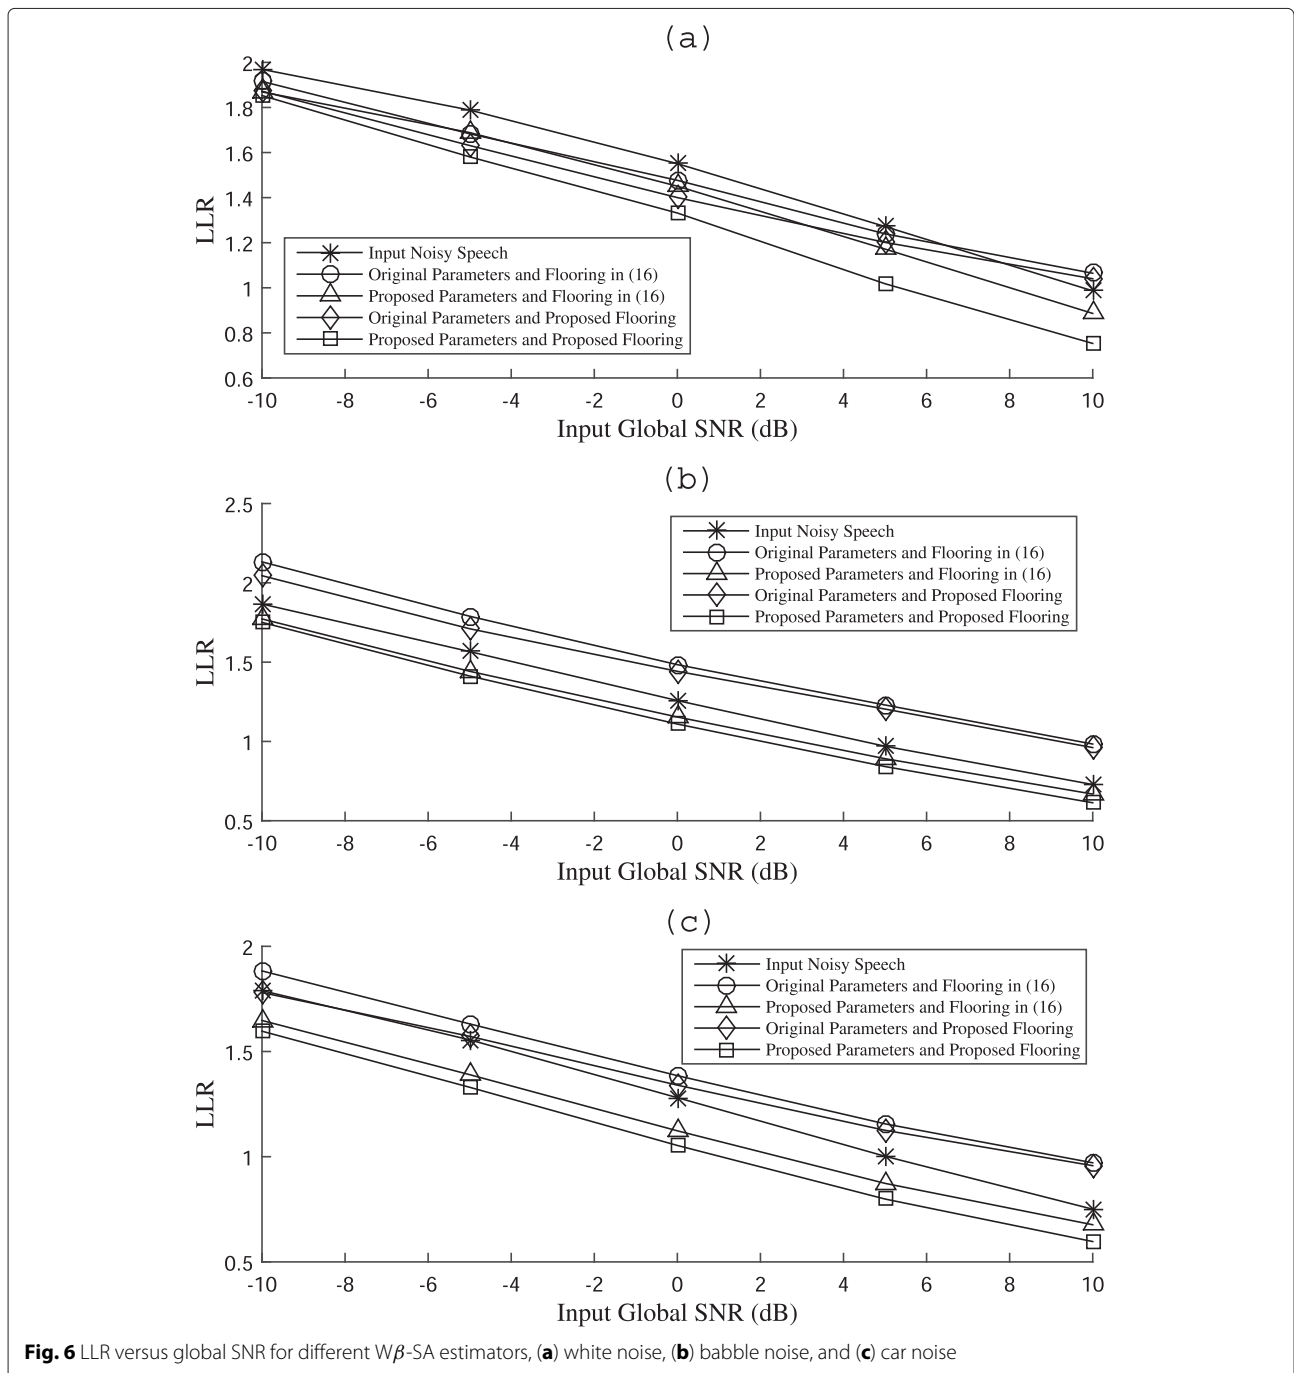 (a)
2
1.8
1.6
1.4
1.2
1
0.8
0.6
LLR
Input Noisy Speech
Original Parameters and Flooring in (16)
Proposed Parameters and Flooring in (16)
Original Parameters and Proposed Flooring
Proposed Parameters and Proposed Flooring
-10 -8 -6 -4 -2 0 2 4 6 8 10
Input Global SNR (dB)
(b)
2.5
2
1.5
1
0.5
LLR
Input Noisy Speech
Original Parameters and Flooring in (16)
Proposed Parameters and Flooring in (16)
Original Parameters and Proposed Flooring
Proposed Parameters and Proposed Flooring
-10 -8 -6 -4 -2 0 2 4 6 8 10
Input Global SNR (dB)
(c)
2
1.5
1
0.5
LLR
Input Noisy Speech
Original Parameters and Flooring in (16)
Proposed Parameters and Flooring in (16)
Original Parameters and Proposed Flooring
Proposed Parameters and Proposed Flooring
-10 -8 -6 -4 -2 0 2 4 6 8 10
Input Global SNR (dB)
Fig. 6 LLR versus global SNR for different Wβ-SA estimators, (a) white noise, (b) babble noise, and (c) car noise